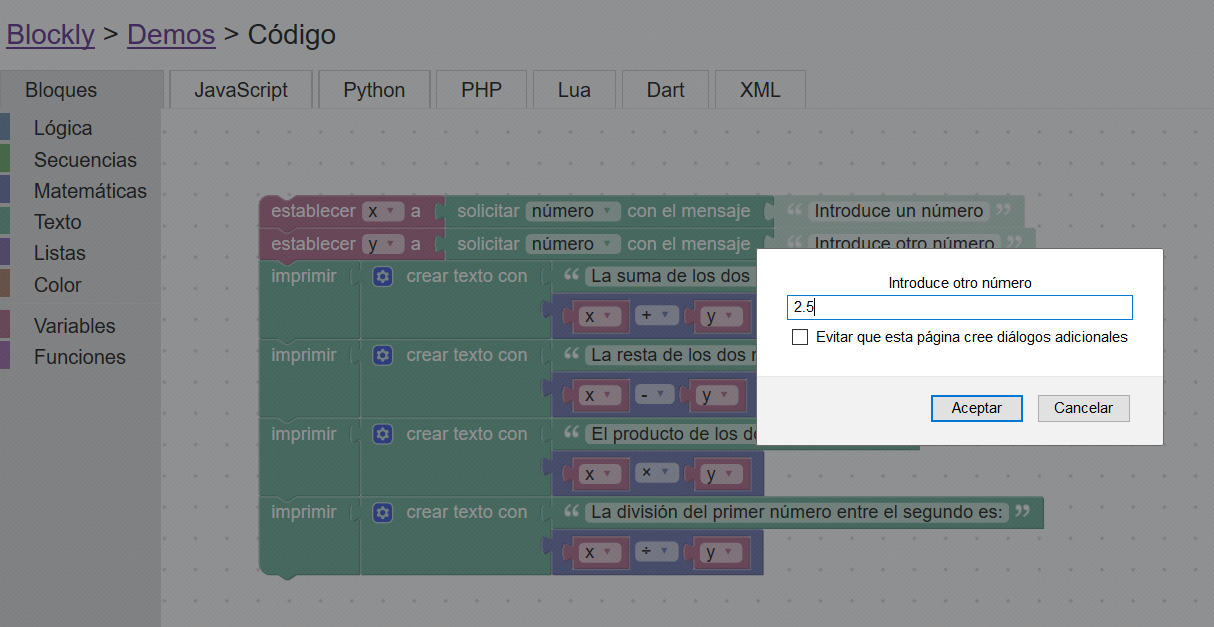 Blockly > Demos > Código
Bloques JavaScript Python PHP Lua Dart XML
Lógica
Secuencias
Matemáticas
Texto
Listas
Color
Variables
Funciones
establecer x a solicitar número con el mensaje “ Introduce un número ”
establecer y a solicitar número con el mensaje “ Introduce otro número ”
imprimir crear texto con “ La suma de los dos
x + y
imprimir crear texto con “ La resta de los dos
x - y
imprimir crear texto con “ El producto de los
x × y
imprimir crear texto con “ La división del primer número entre el segundo es: ”
x ÷ y
Introduce otro número
2.5
Evitar que esta página cree diálogos adicionales
Aceptar Cancelar